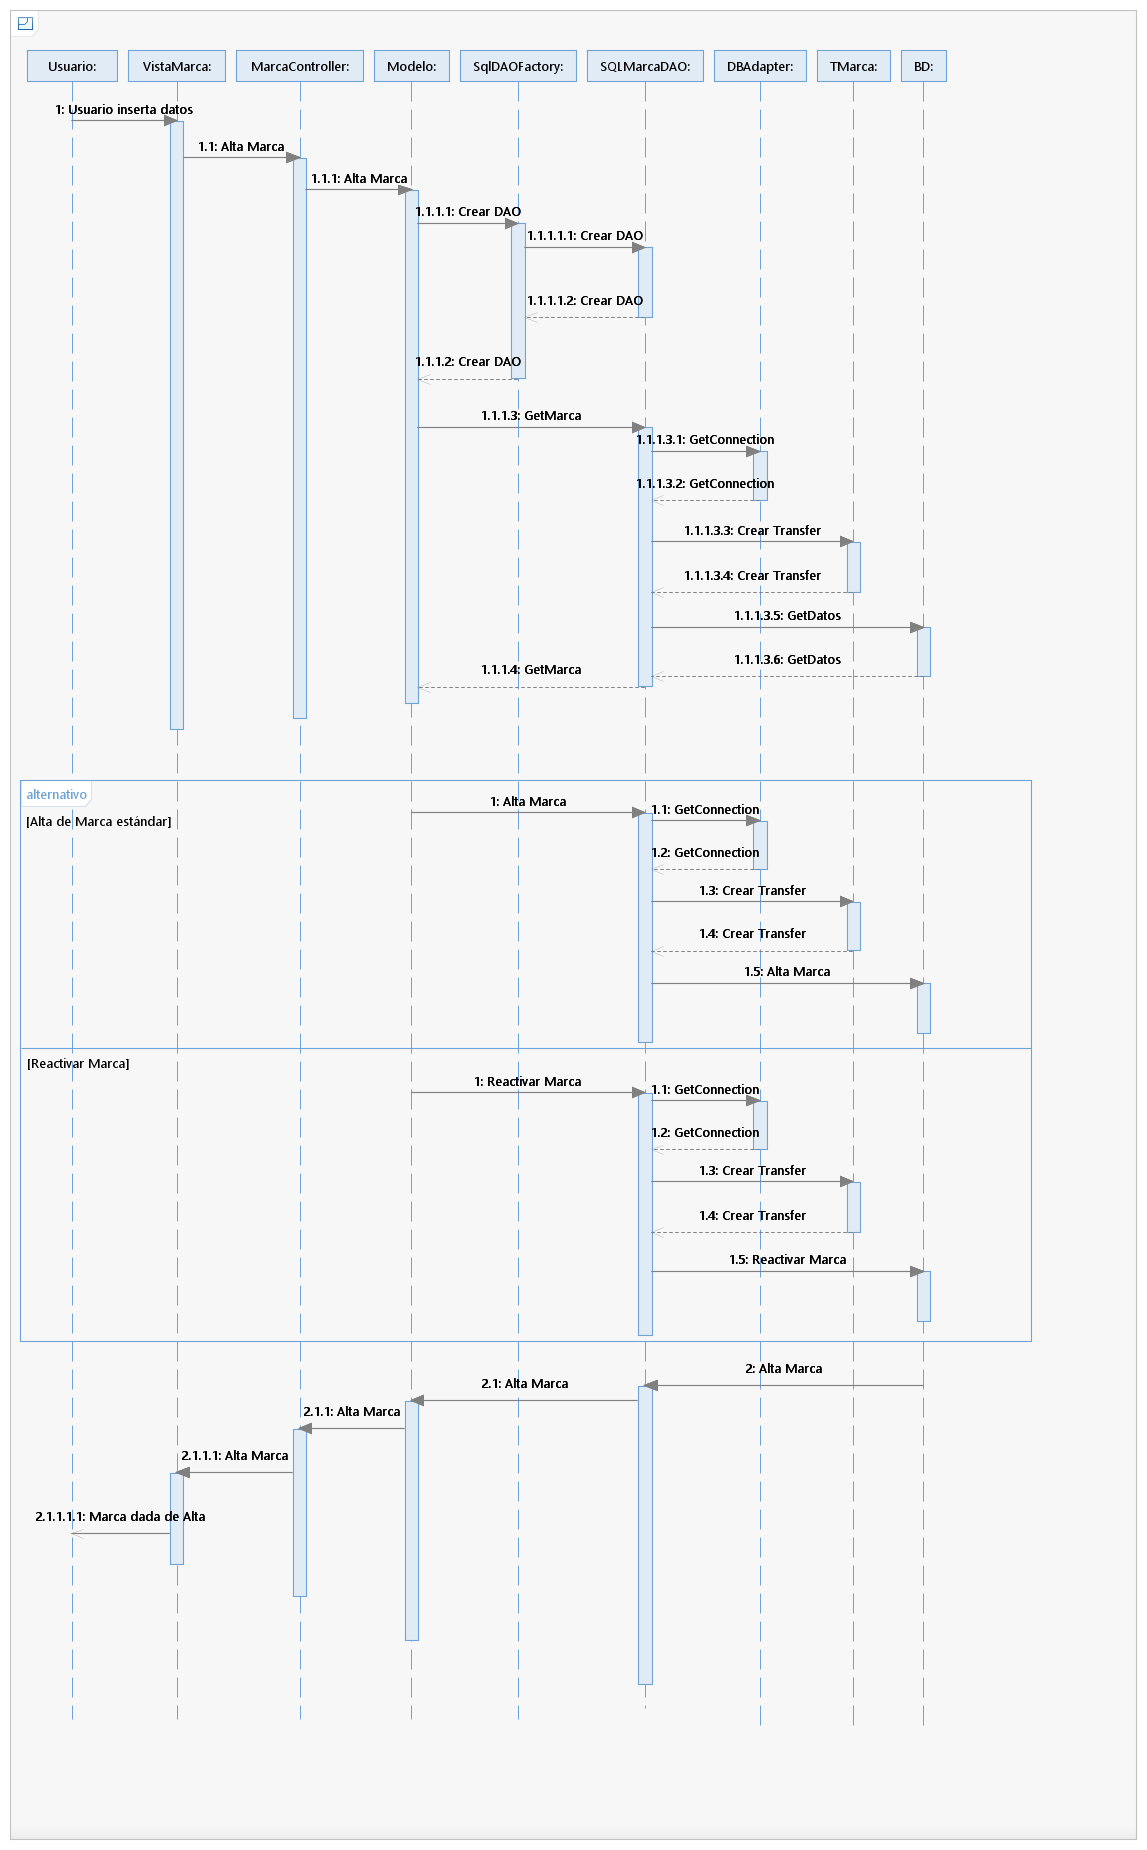 Usuario:
VistaMarca:
MarcaController:
Modelo:
SqlDAOFactory:
SQLMarcaDAO:
DBAdapter:
TMarca:
BD:
1: Usuario inserta datos
1.1: Alta Marca
1.1.1: Alta Marca
1.1.1.1: Crear DAO
1.1.1.1.1: Crear DAO
1.1.1.1.2: Crear DAO
1.1.1.2: Crear DAO
1.1.1.3: GetMarca
1.1.1.3.1: GetConnection
1.1.1.3.2: GetConnection
1.1.1.3.3: Crear Transfer
1.1.1.3.4: Crear Transfer
1.1.1.3.5: GetDatos
1.1.1.3.6: GetDatos
1.1.1.4: GetMarca
alternativo
[Alta de Marca estándar]
1: Alta Marca
1.1: GetConnection
1.2: GetConnection
1.3: Crear Transfer
1.4: Crear Transfer
1.5: Alta Marca
[Reactivar Marca]
1: Reactivar Marca
1.1: GetConnection
1.2: GetConnection
1.3: Crear Transfer
1.4: Crear Transfer
1.5: Reactivar Marca
2: Alta Marca
2.1: Alta Marca
2.1.1: Alta Marca
2.1.1.1: Alta Marca
2.1.1.1.1: Marca dada de Alta